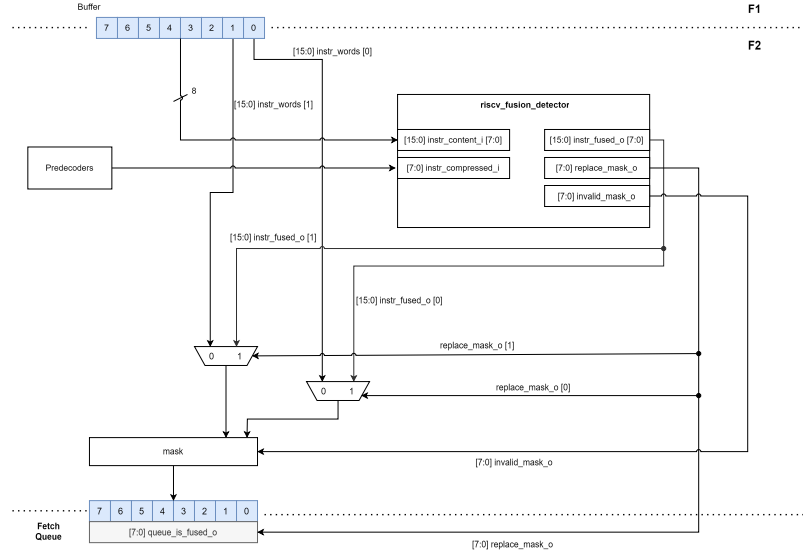 Buffer
F1
7 6 5 4 3 2 1 0
F2
[15:0] instr_words [0]
8
[15:0] instr_words [1]
riscv_fusion_detector
[15:0] instr_content_i [7:0]
[15:0] instr_fused_o [7:0]
Predecoders
[7:0] instr_compressed_i
[7:0] replace_mask_o
[7:0] invalid_mask_o
[15:0] instr_fused_o [1]
[15:0] instr_fused_o [0]
replace_mask_o [1]
0 1
replace_mask_o [0]
0 1
mask
[7:0] invalid_mask_o
7 6 5 4 3 2 1 0
Fetch
Queue
[7:0] queue_is_fused_o
[7:0] replace_mask_o